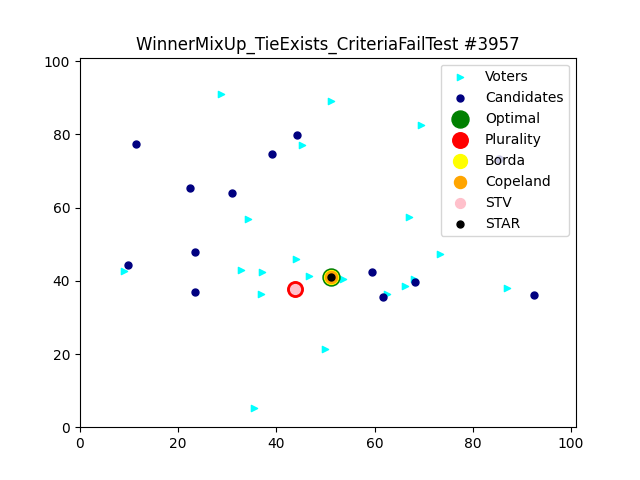 WinnerMixUp_TieExists_CriteriaFailTest #3957
100
80
60
40
20
0
0
20
40
60
80
100
Voters
Candidates
Optimal
Plurality
Borda
Copeland
STV
STAR